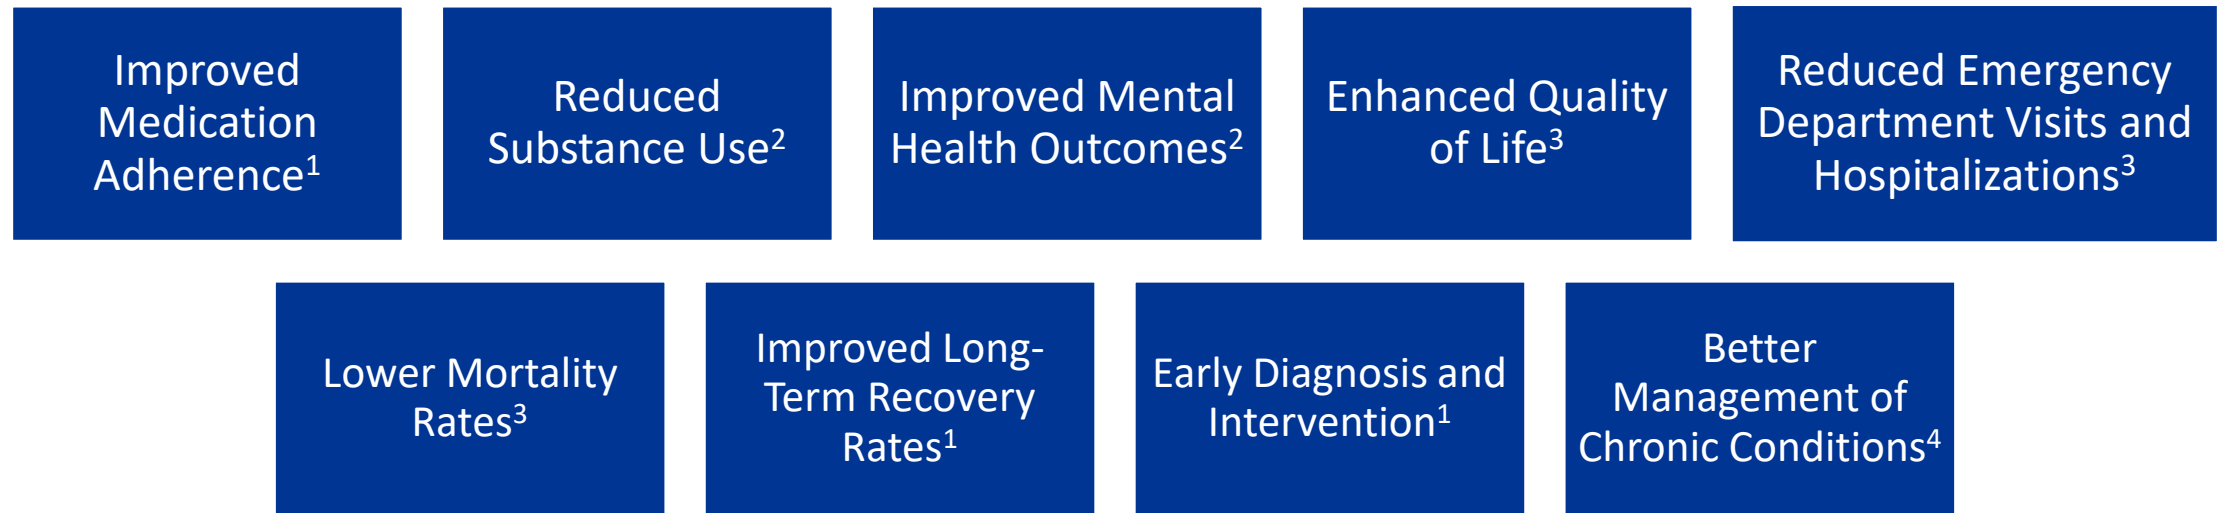 Improved
Medication
Adherence¹
Reduced
Substance Use²
Improved Mental
Health Outcomes²
Enhanced Quality
of Life³
Reduced Emergency
Department Visits and
Hospitalizations³
Lower Mortality
Rates³
Improved Long-
Term Recovery
Rates¹
Early Diagnosis and
Intervention¹
Better
Management of
Chronic Conditions⁴